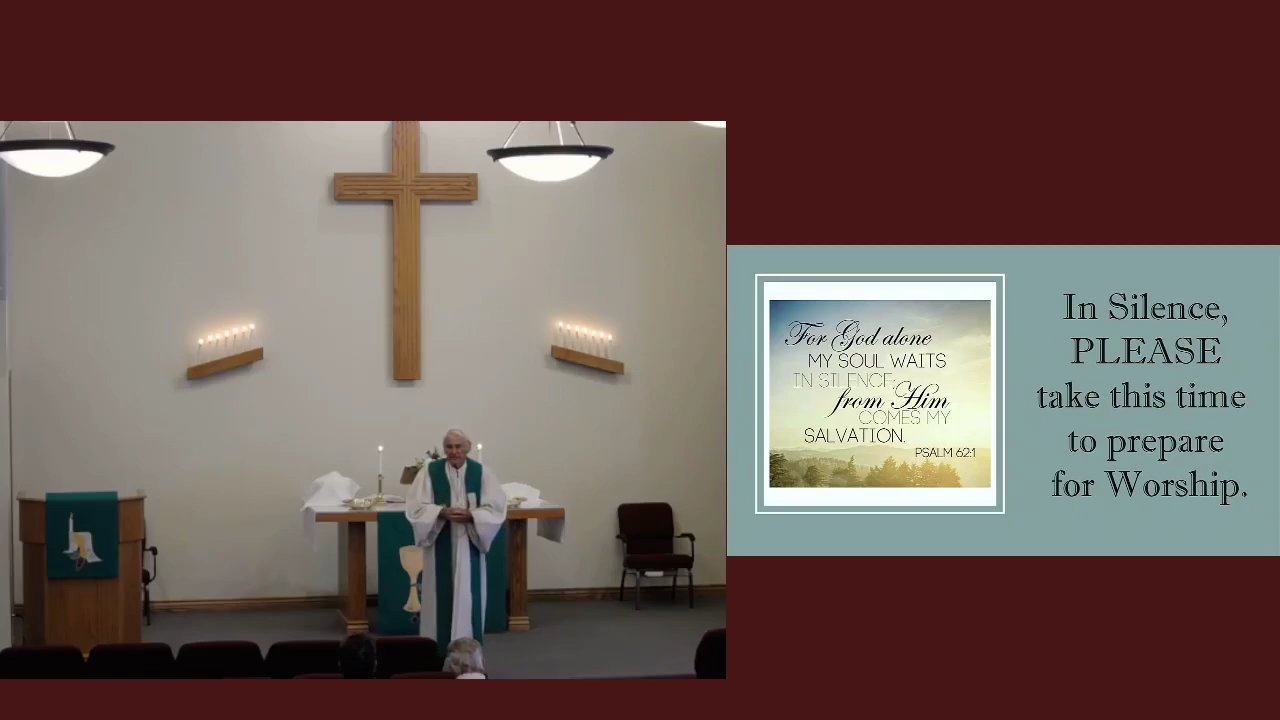 For God alone
MY SOUL WAITS
IN SILENCE;
from Him
COMES MY
SALVATION.
PSALM 62:1
In Silence,
PLEASE
take this time
to prepare
for Worship.